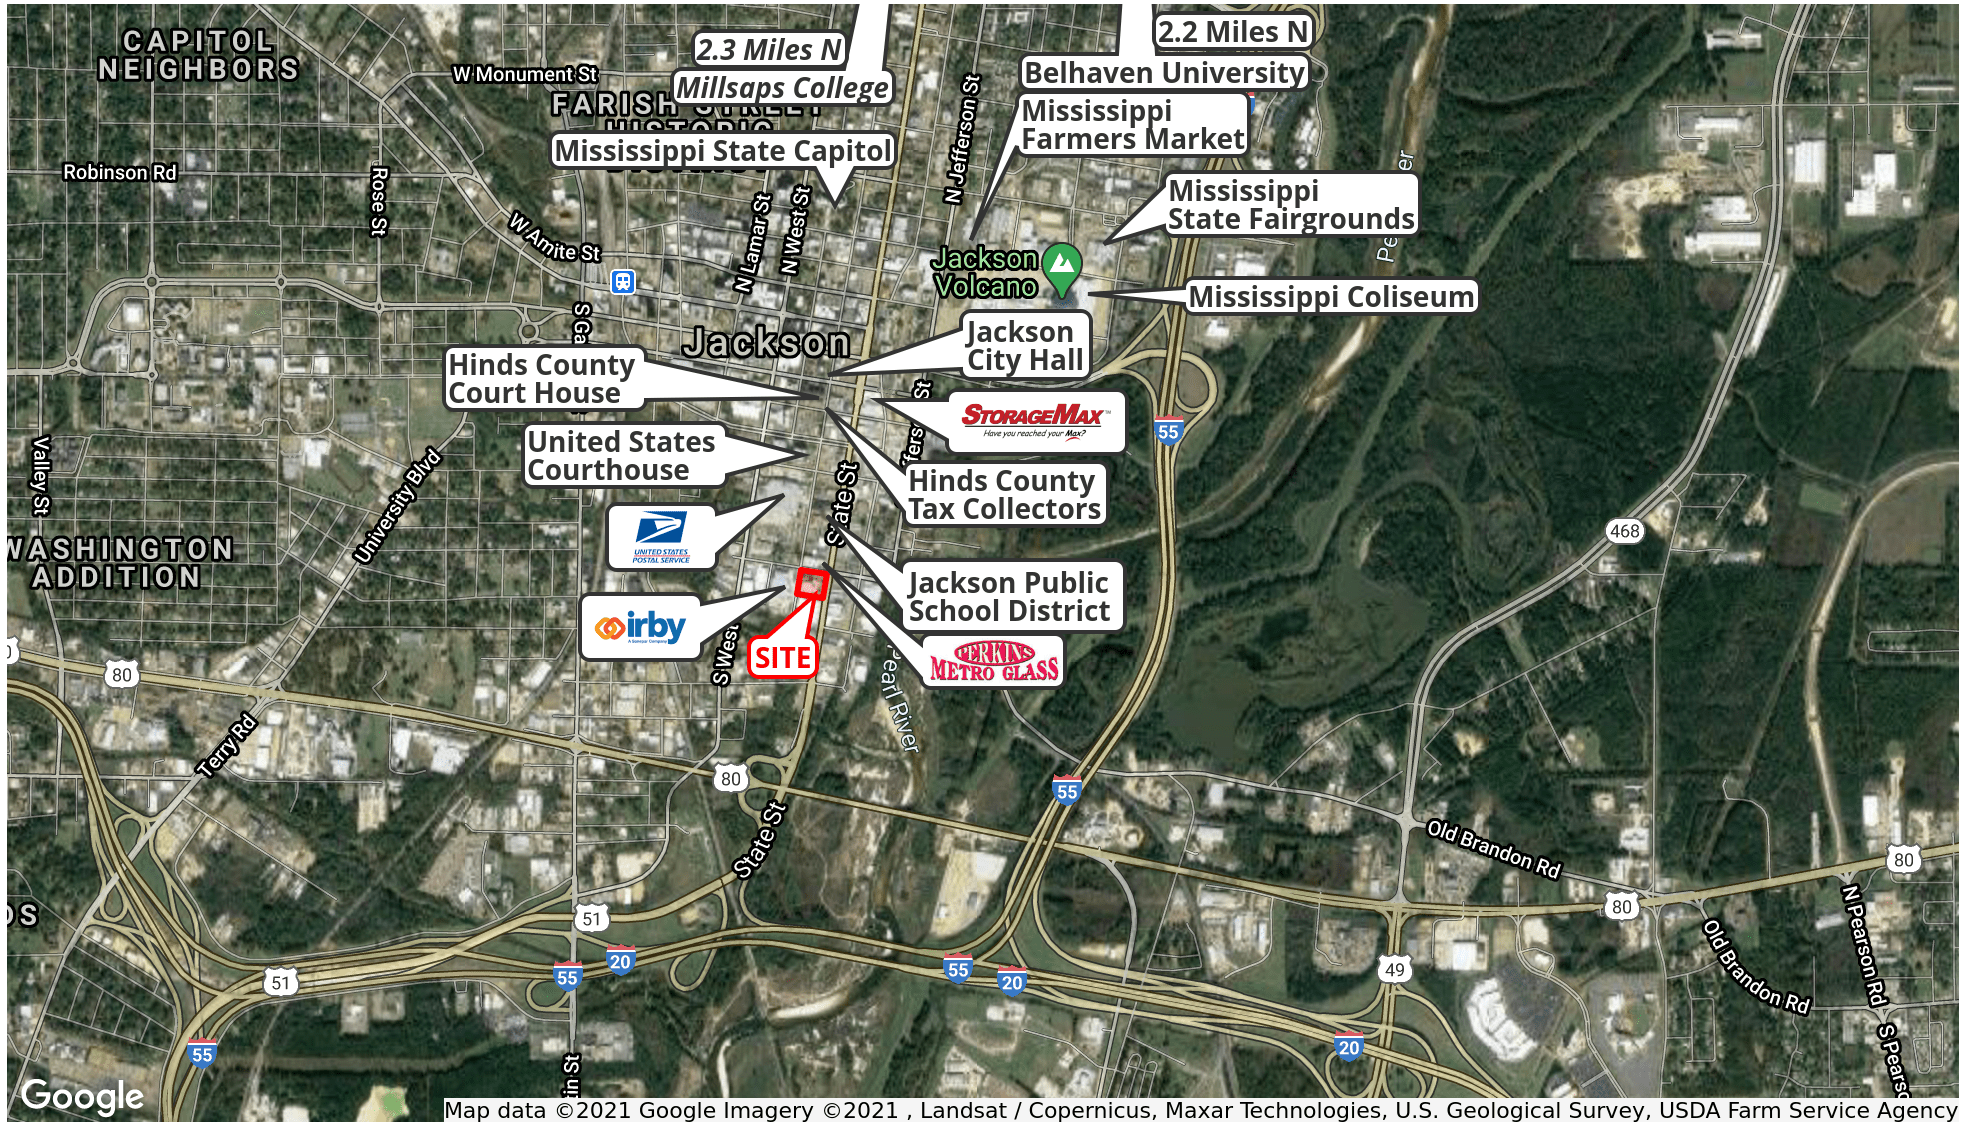 CAPITOL
NEIGHBORS
2.3 Miles N
Millsaps College
2.2 Miles N
Belhaven University
W Monument St
FARISH STREET
HISTORIC
Mississippi
Farmers Market
Mississippi State Capitol
N Jefferson St
Robinson Rd
Rose St
W Amite St
N Lamar St
N West St
Mississippi
State Fairgrounds
Jackson
Volcano
Mississippi Coliseum
Jackson
Jackson
City Hall
Hinds County
Court House
STORAGEMAX
Have you reached your Max?
United States
Courthouse
Hinds County
Tax Collectors
State St
55
Valley St
University Blvd
468
UNITED STATES
POSTAL SERVICE
WASHINGTON
ADDITION
Jackson Public
School District
irby
SITE
PERKINS
METRO GLASS
S West
Pearl River
80
Terry Rd
80
55
State St
Old Brandon Rd
80
80
51
55
20
55
20
49
51
N Pearson Rd
Old Brandon Rd
55
20
S Pearso
Google
Map data ©2021 Google Imagery ©2021 , Landsat / Copernicus, Maxar Technologies, U.S. Geological Survey, USDA Farm Service Agency